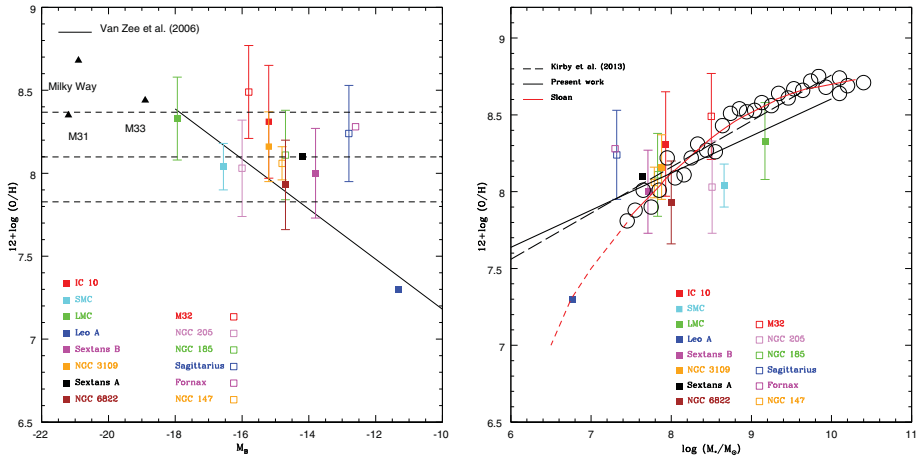 Van Zee et al. (2006)
Milky Way
M31
M33
IC 10
SMC
LMC
Leo A
Sextans B
NGC 3109
Sextans A
NGC 6822
M32
NGC 205
NGC 185
Sagittarius
Fornax
NGC 147
12+log (O/H)
9
8.5
8
7.5
7
6.5
-22
-20
-18
-16
-14
-12
-10
M_B
Kirby et al. (2013)
Present work
Sloan
IC 10
SMC
LMC
Leo A
Sextans B
NGC 3109
Sextans A
NGC 6822
M32
NGC 205
NGC 185
Sagittarius
Fornax
NGC 147
12+log (O/H)
9
8.5
8
7.5
7
6.5
6
7
8
9
10
11
log (M_*/M_⊙)